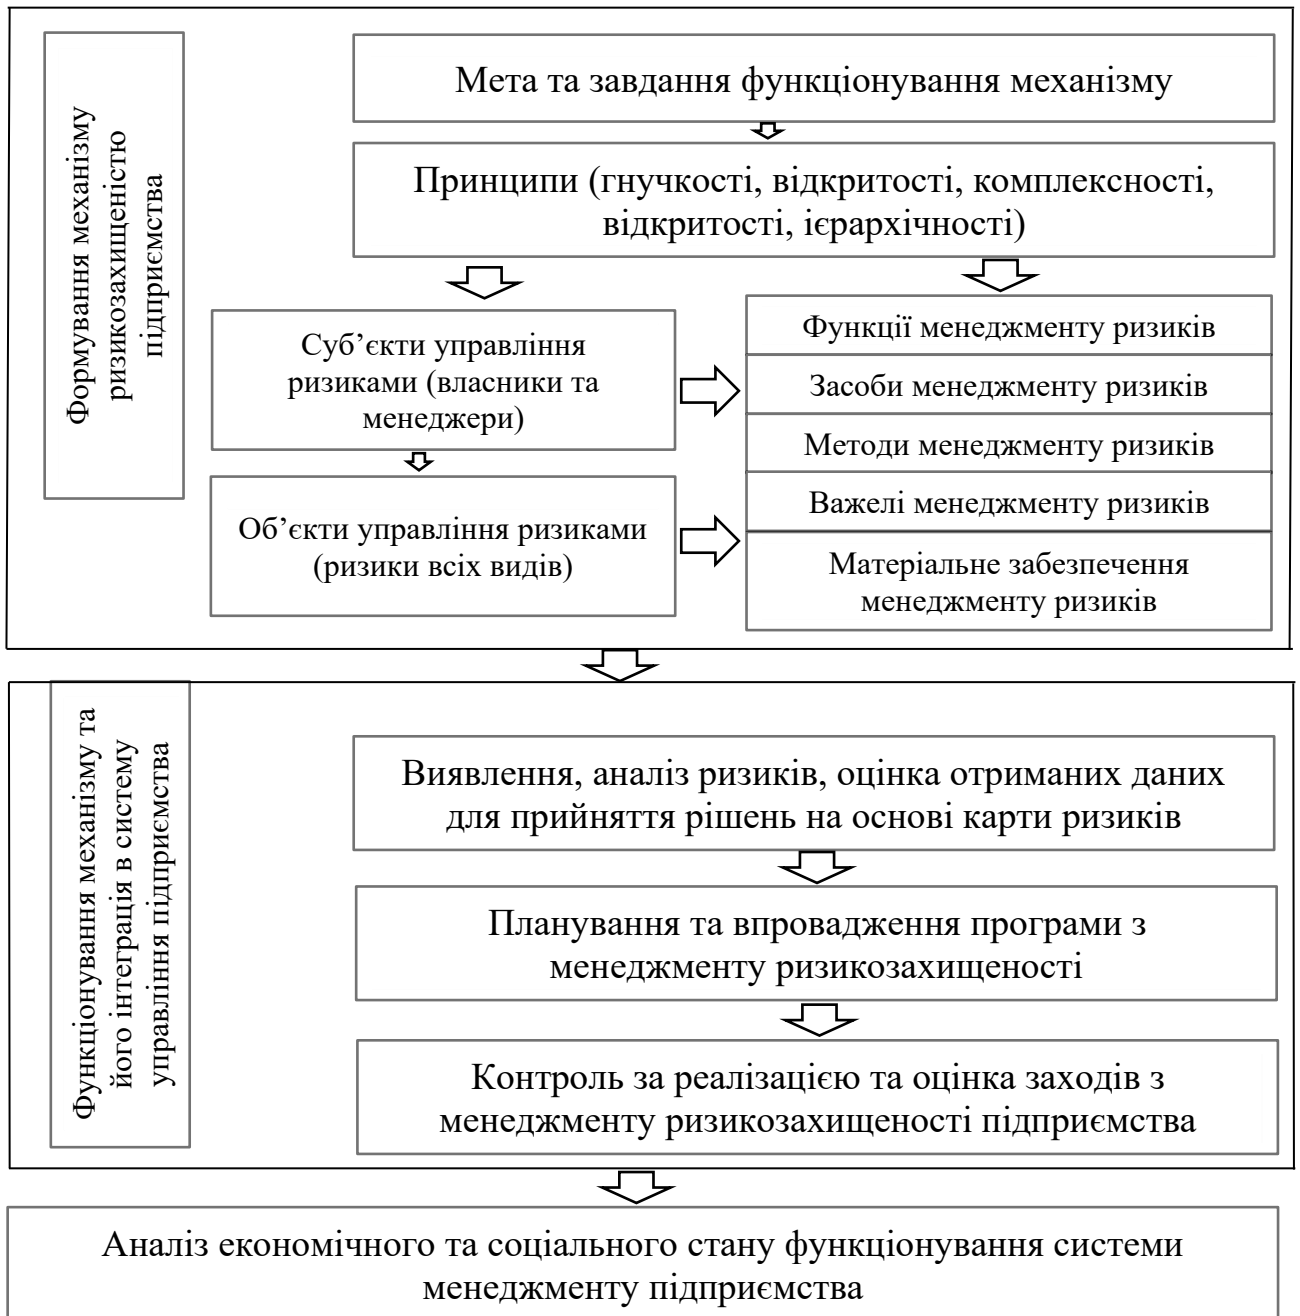 Формування механізму
ризикозахищеністю
підприємства
Мета та завдання функціонування механізму
Принципи (гнучкості, відкритості, комплексності,
відкритості, ієрархічності)
Суб’єкти управління
ризиками (власники та
менеджери)
Об’єкти управління ризиками
(ризики всіх видів)
Функції менеджменту ризиків
Засоби менеджменту ризиків
Методи менеджменту ризиків
Важелі менеджменту ризиків
Матеріальне забезпечення
менеджменту ризиків
Функціонування механізму та
його інтеграція в систему
управління підприємства
Виявлення, аналіз ризиків, оцінка отриманих даних
для прийняття рішень на основі карти ризиків
Планування та впровадження програми з
менеджменту ризикозахищеності
Контроль за реалізацією та оцінка заходів з
менеджменту ризикозахищеності підприємства
Аналіз економічного та соціального стану функціонування системи
менеджменту підприємства